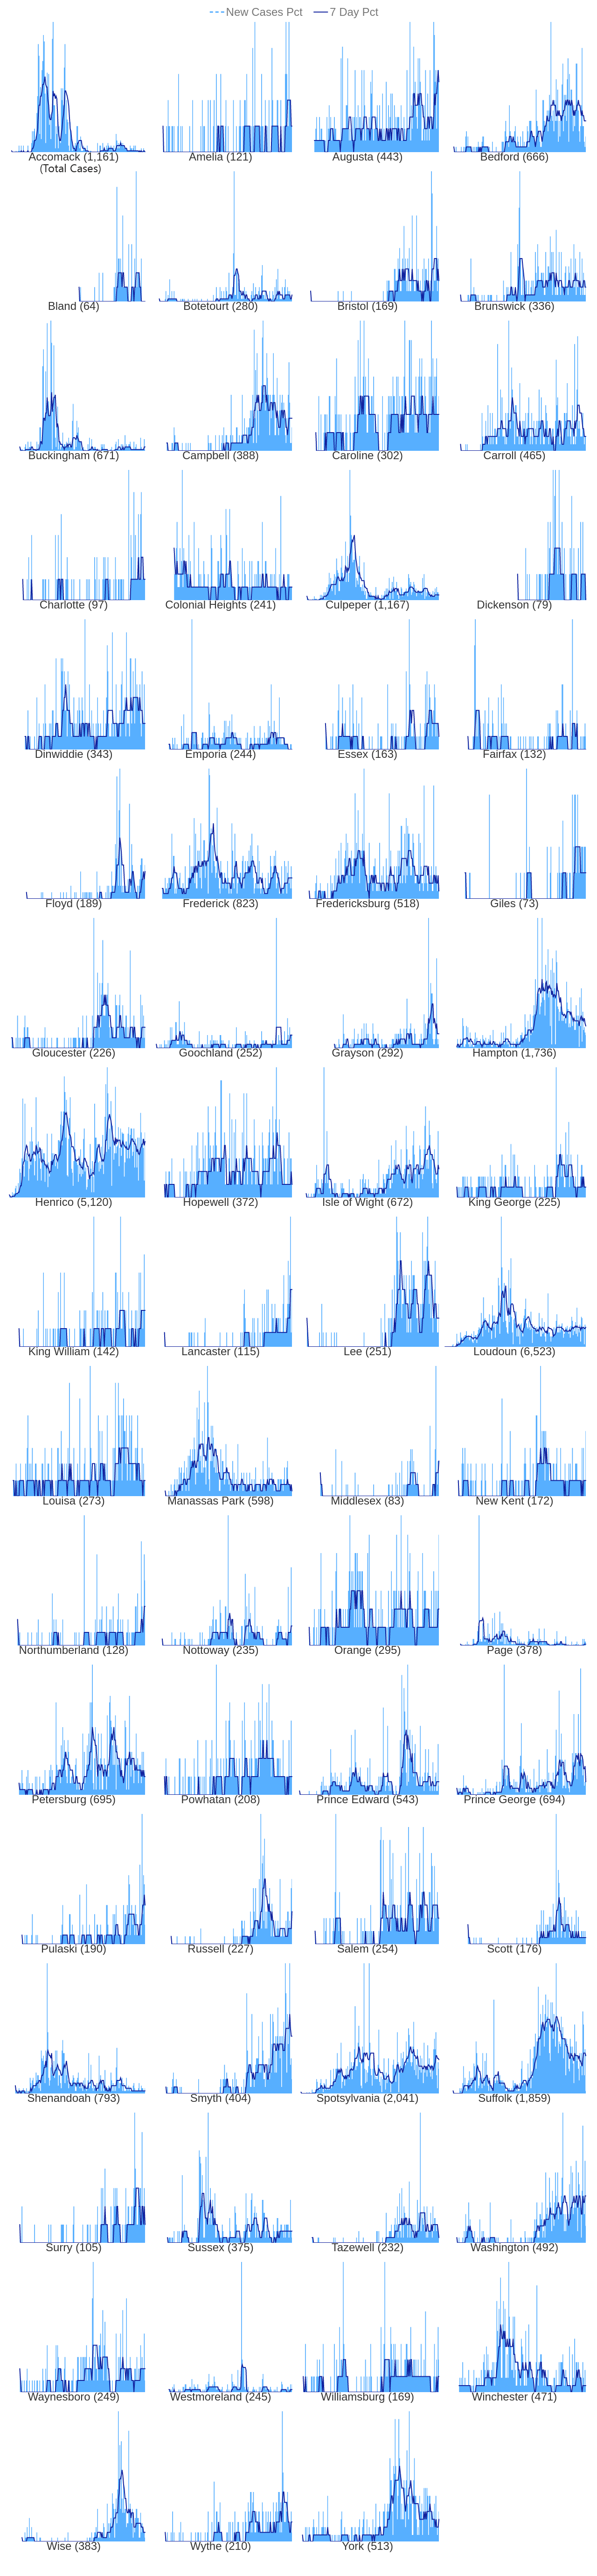 New Cases Pct 7 Day Pct
Accomack (1,161) Amelia (121) Augusta (443) Bedford (666)
(Total Cases)
Bland (64) Botetourt (280) Bristol (169) Brunswick (336)
Buckingham (671) Campbell (388) Caroline (302) Carroll (465)
Charlotte (97) Colonial Heights (241) Culpeper (1,167) Dickenson (79)
Dinwiddie (343) Emporia (244) Essex (163) Fairfax (132)
Floyd (189) Frederick (823) Fredericksburg (518) Giles (73)
Gloucester (226) Goochland (252) Grayson (292) Hampton (1,736)
Henrico (5,120) Hopewell (372) Isle of Wight (672) King George (225)
King William (142) Lancaster (115) Lee (251) Loudoun (6,523)
Louisa (273) Manassas Park (598) Middlesex (83) New Kent (172)
Northumberland (128) Nottoway (235) Orange (295) Page (378)
Petersburg (695) Powhatan (208) Prince Edward (543) Prince George (694)
Pulaski (190) Russell (227) Salem (254) Scott (176)
Shenandoah (793) Smyth (404) Spotsylvania (2,041) Suffolk (1,859)
Surry (105) Sussex (375) Tazewell (232) Washington (492)
Waynesboro (249) Westmoreland (245) Williamsburg (169) Winchester (471)
Wise (383) Wythe (210) York (513)